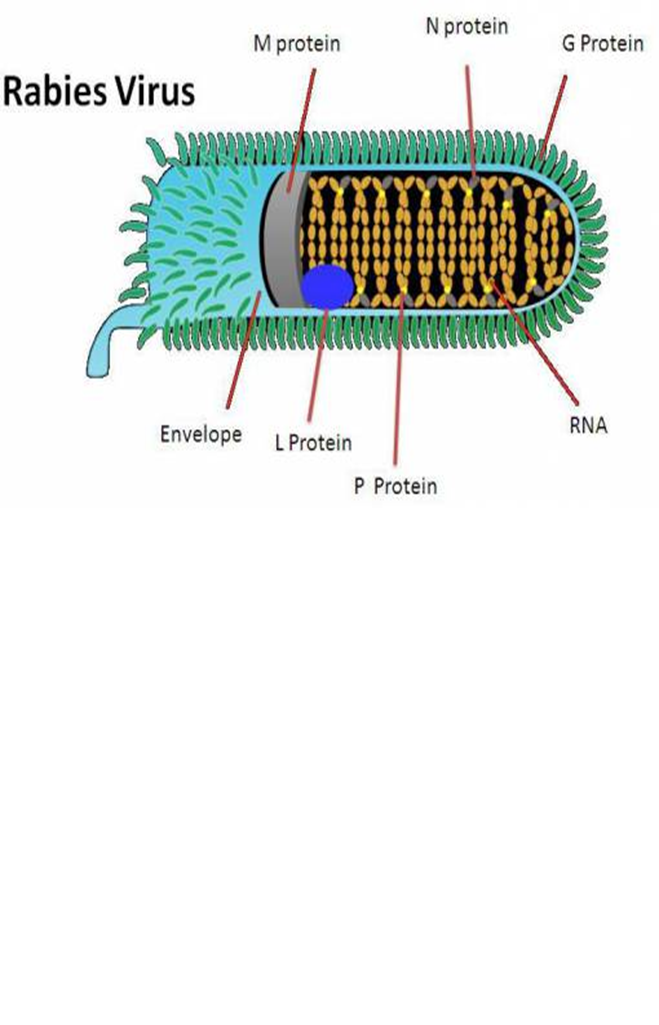 N protein
M protein
G Protein
Rabies Virus
Envelope
L Protein
RNA
P Protein